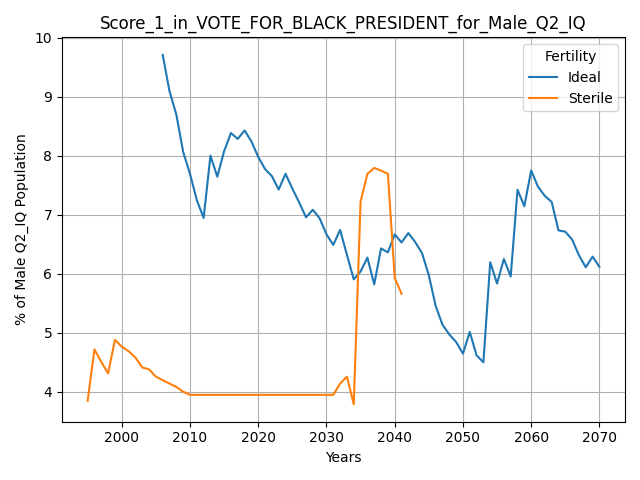 Score_1_in_VOTE_FOR_BLACK_PRESIDENT_for_Male_Q2_IQ
Fertility
Ideal
Sterile
% of Male Q2_IQ Population
10
9
8
7
6
5
4
2000 2010 2020 2030 2040 2050 2060 2070
Years